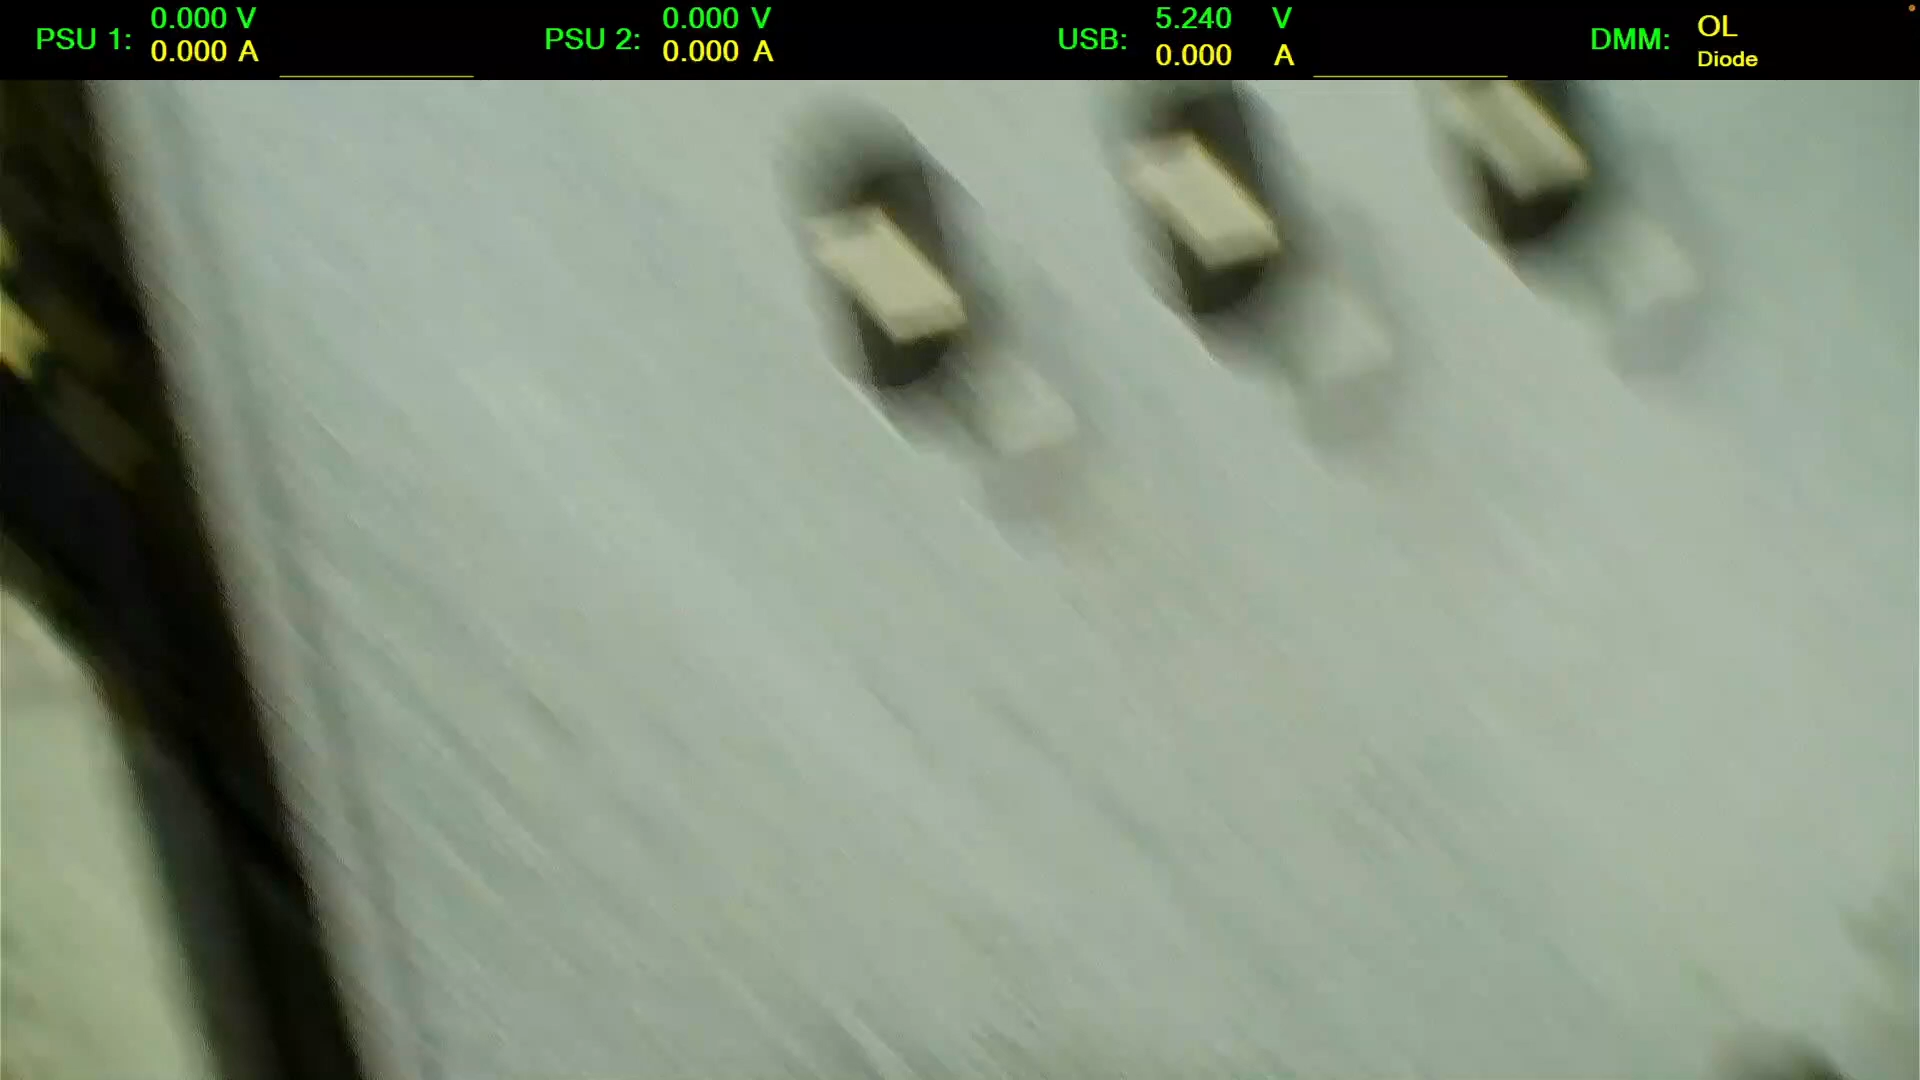 PSU 1: 0.000 V
0.000 A
PSU 2: 0.000 V
0.000 A
USB: 5.240 V
0.000 A
DMM: OL
Diode